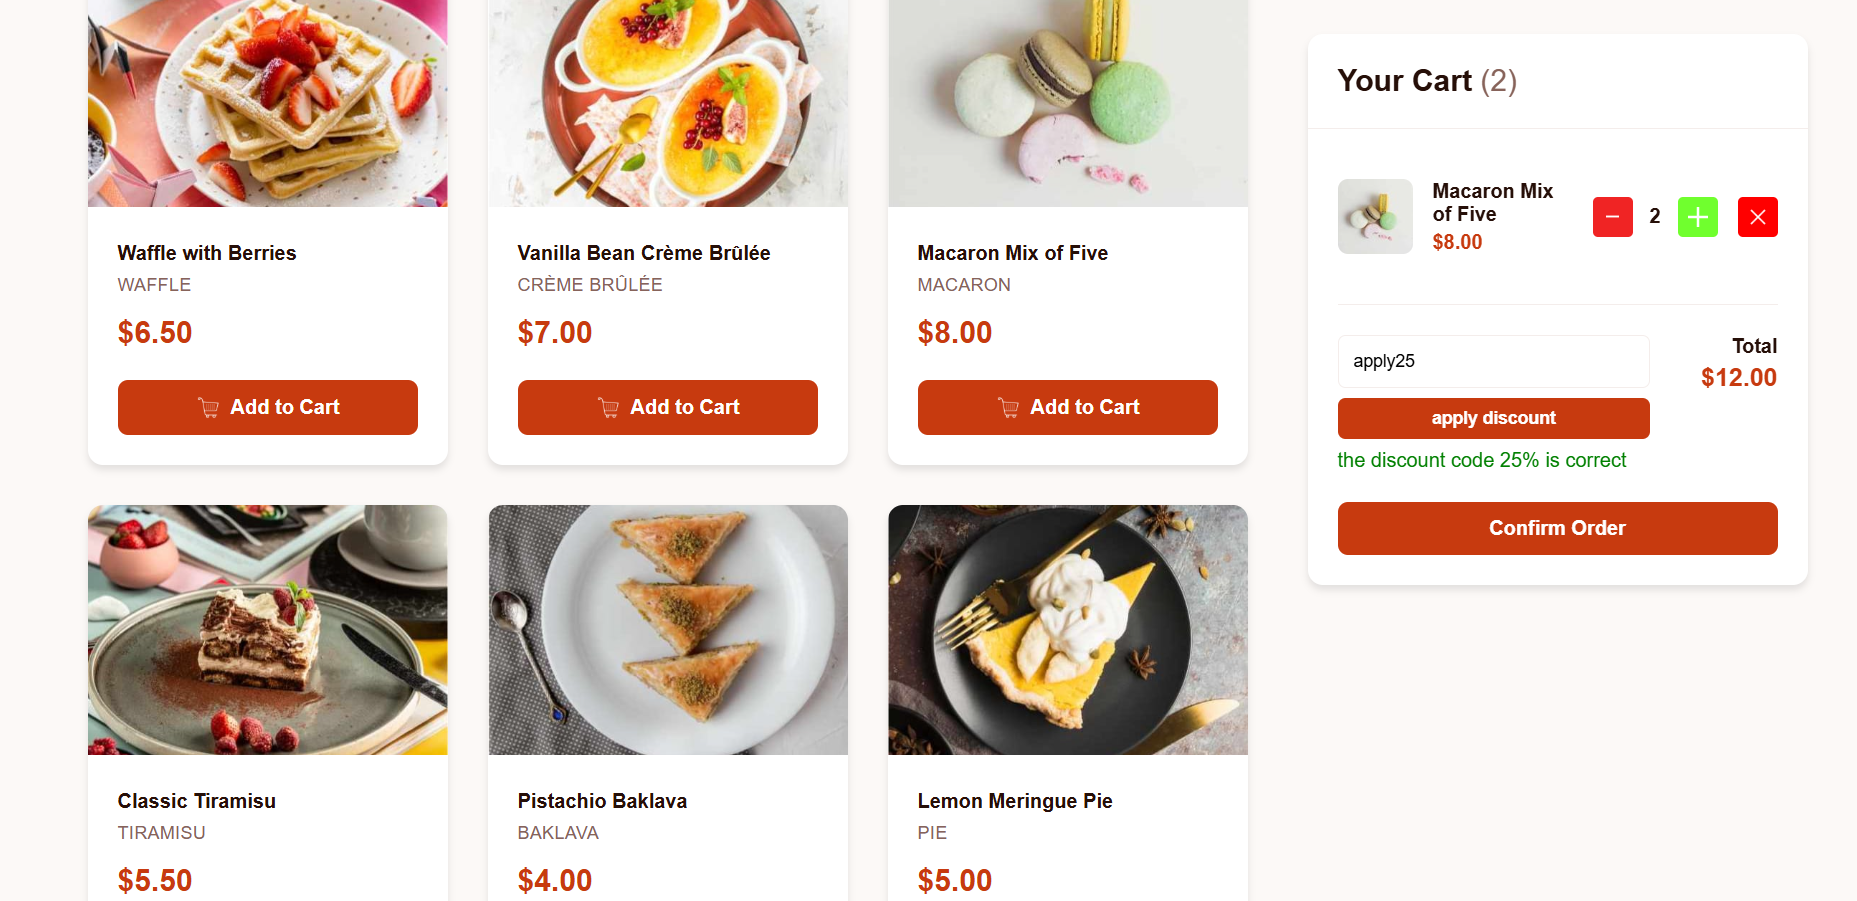 Waffle with Berries
WAFFLE
$6.50
Add to Cart
Vanilla Bean Crème Brûlée
CRÈME BRÛLÉE
$7.00
Add to Cart
Macaron Mix of Five
MACARON
$8.00
Add to Cart
Classic Tiramisu
TIRAMISU
$5.50
Pistachio Baklava
BAKLAVA
$4.00
Lemon Meringue Pie
PIE
$5.00
Your Cart (2)
Macaron Mix
of Five
$8.00
2
apply25
Total
$12.00
apply discount
the discount code 25% is correct
Confirm Order